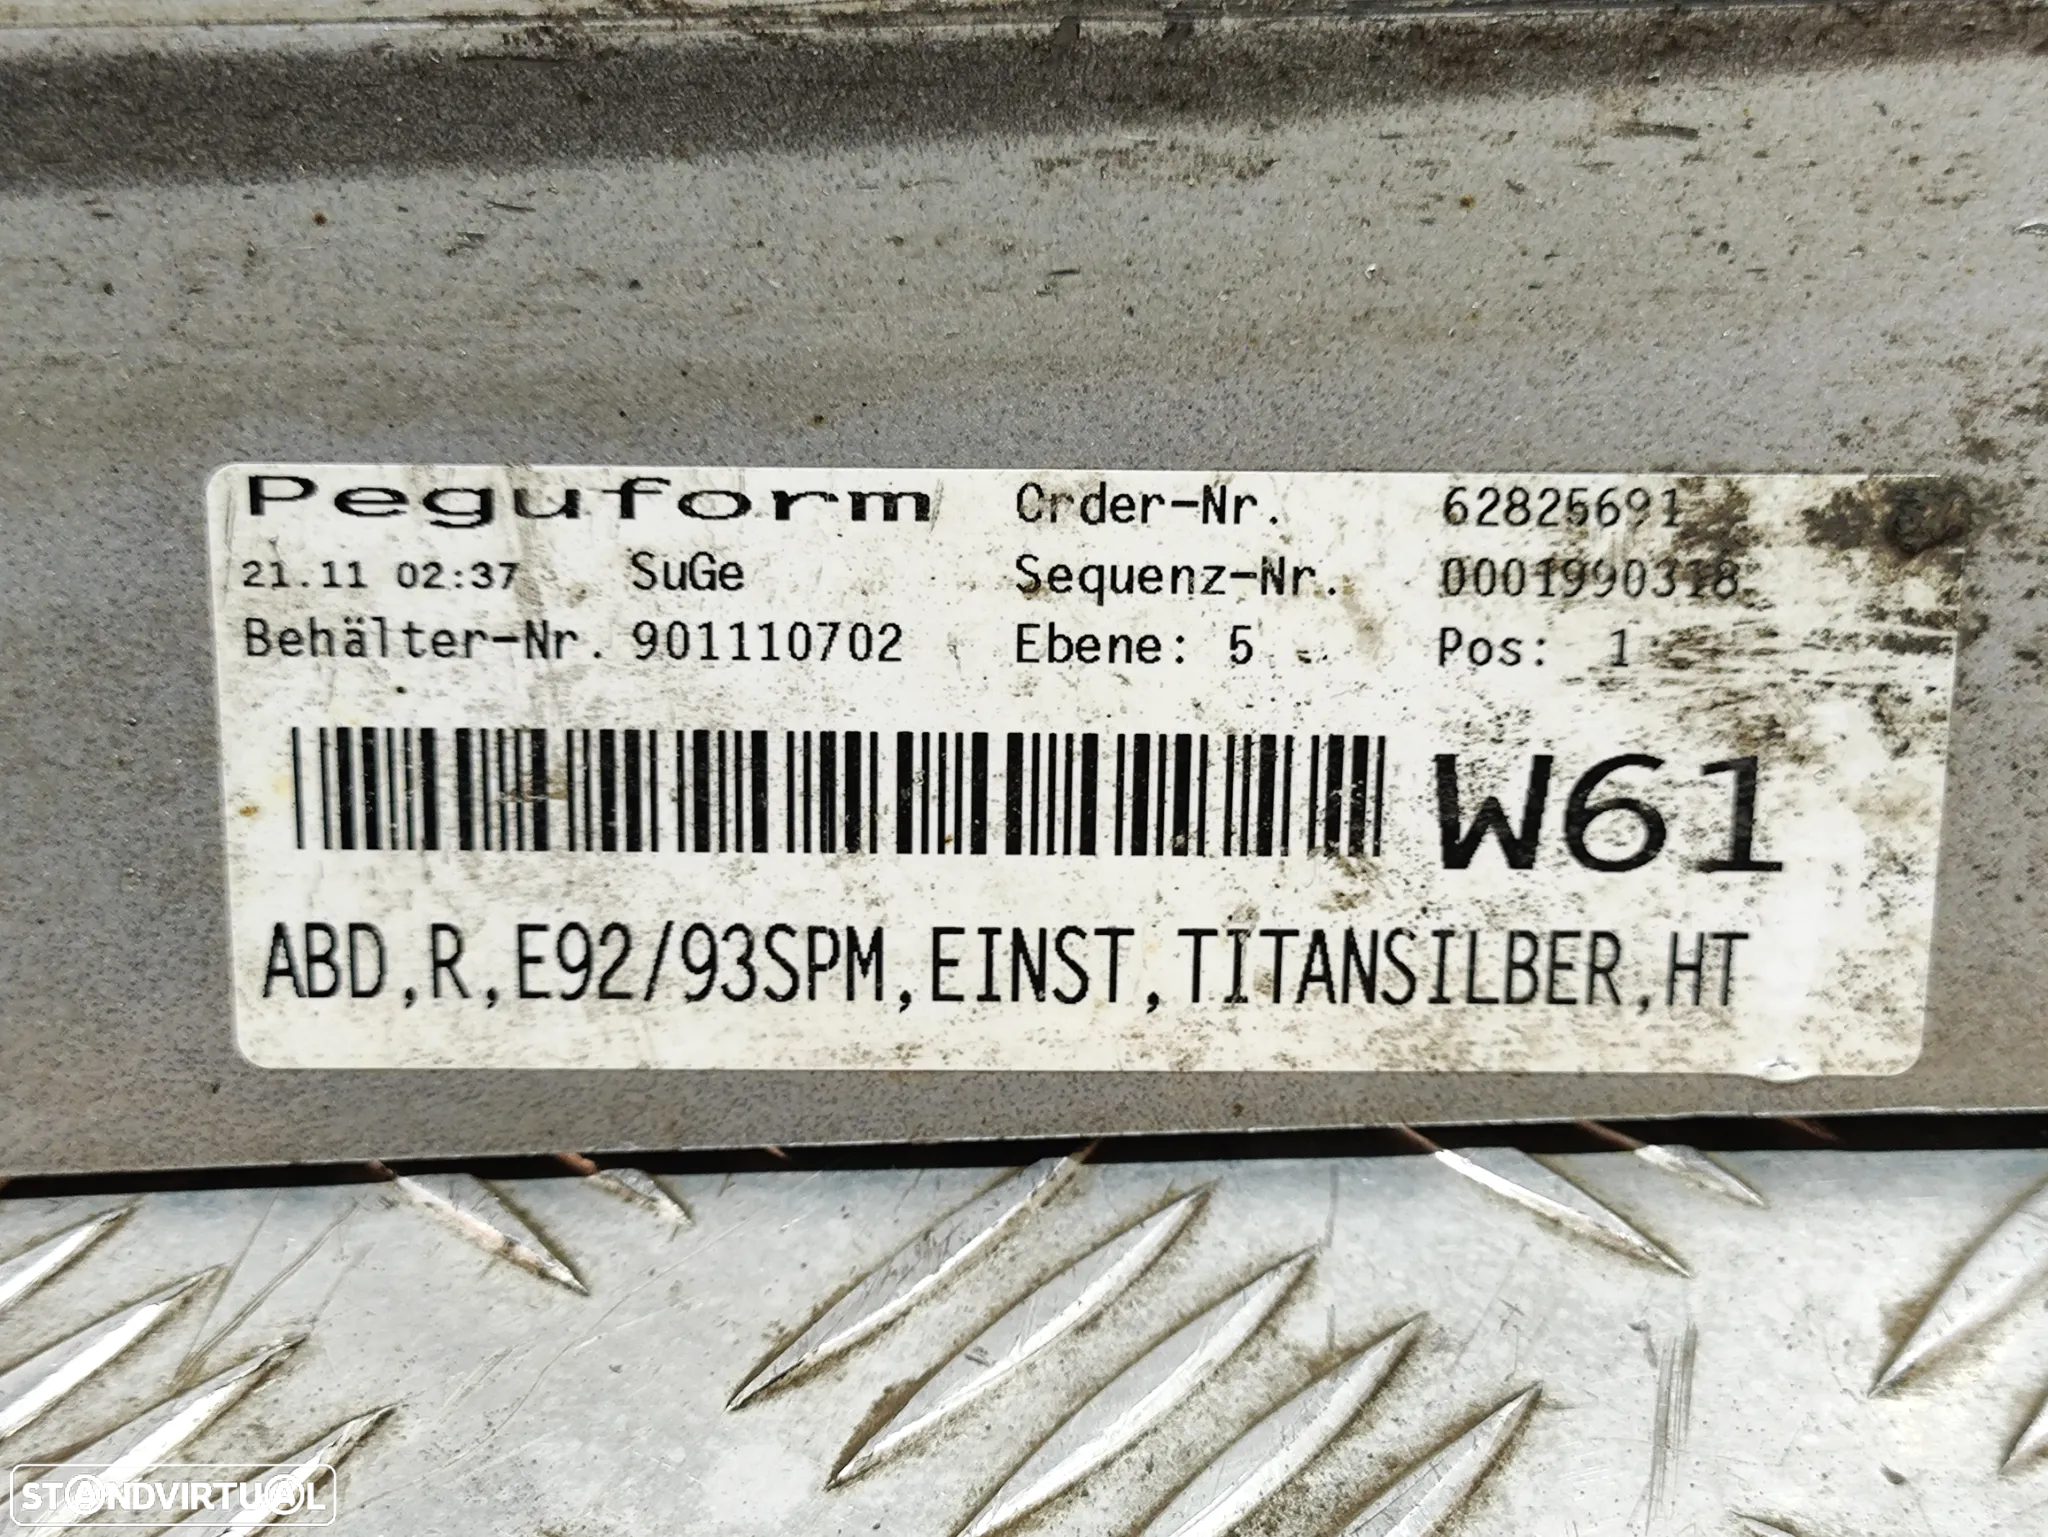 Peguform Order-Nr. 62825691
21.11 02:37 SuGe Sequenz-Nr. 0001990318
Behälter-Nr. 901110702 Ebene: 5 Pos: 1
W61
ABD,R,E92/93SPM,EINST,TITANSILBER,HT
STANDVIRTUAL